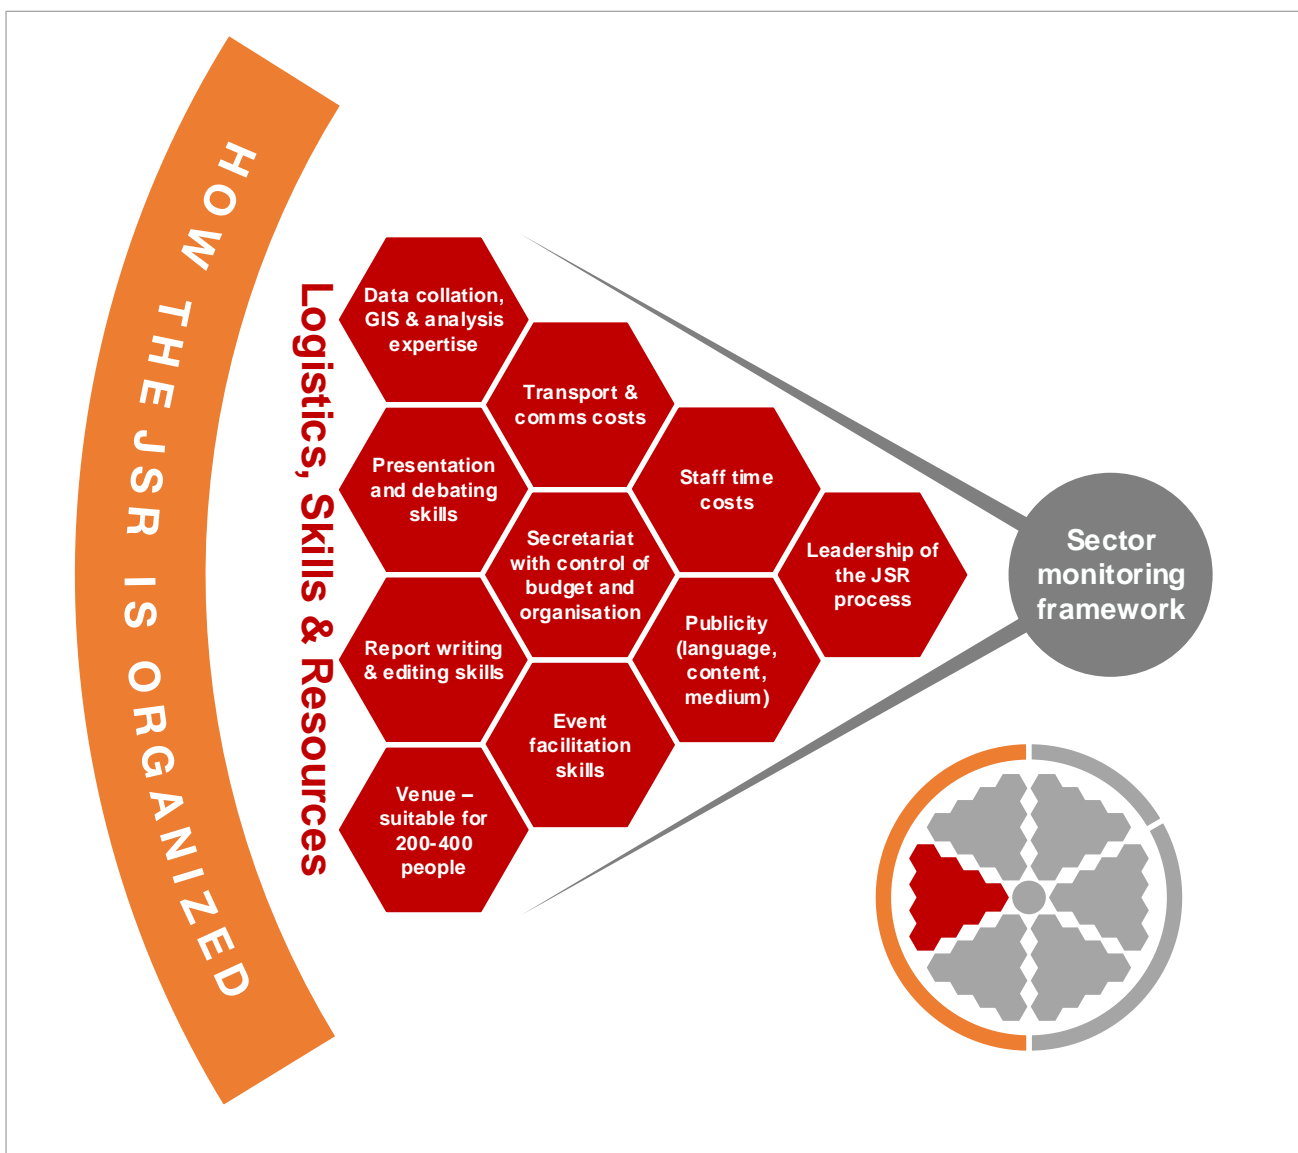 HOW THE JSR IS ORGANIZED
Logistics, Skills & Resources
Data collation,
GIS & analysis
expertise
Transport &
comms costs
Presentation
and debating
skills
Staff time
costs
Secretariat
with control of
budget and
organisation
Leadership of
the JSR
process
Report writing
& editing skills
Publicity
(language,
content,
medium)
Event
facilitation
skills
Venue –
suitable for
200-400
people
Sector
monitoring
framework